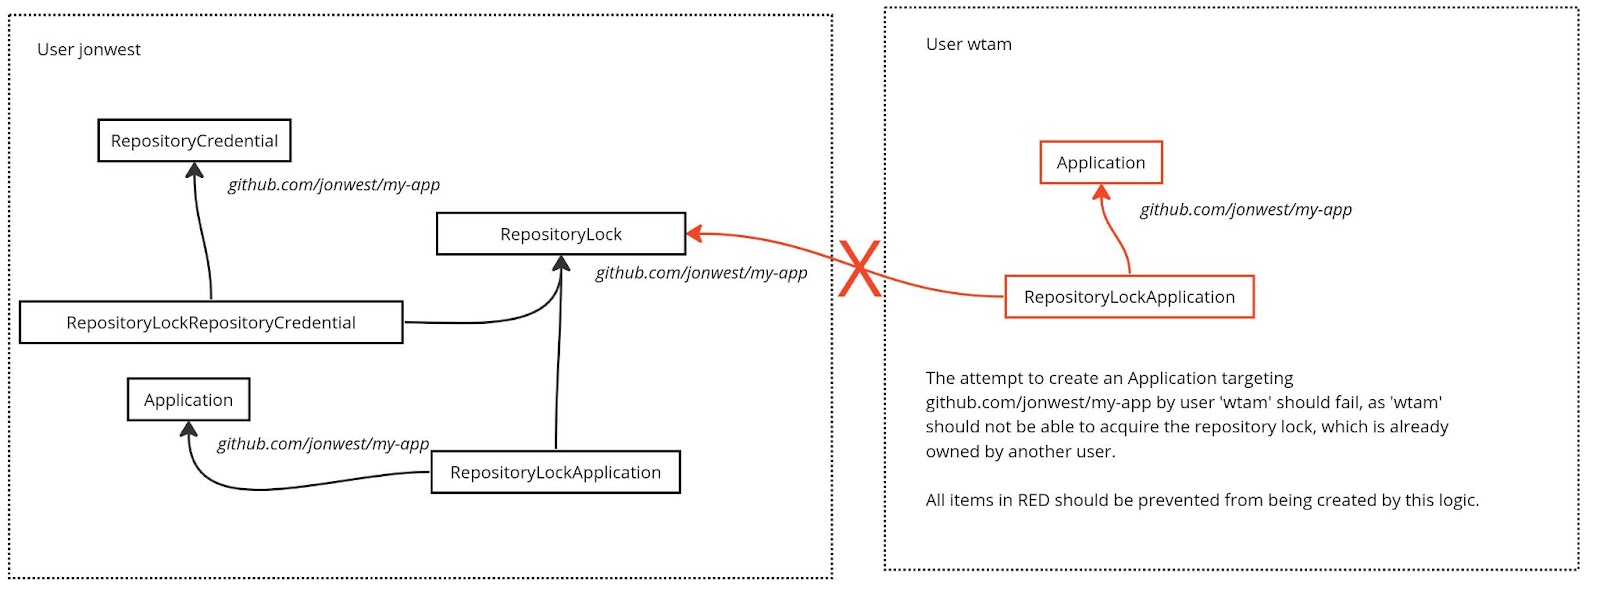 User jonwest
RepositoryCredential
github.com/jonwest/my-app
RepositoryLock
github.com/jonwest/my-app
RepositoryLockRepositoryCredential
Application
github.com/jonwest/my-app
RepositoryLockApplication
X
User wtam
Application
github.com/jonwest/my-app
RepositoryLockApplication
The attempt to create an Application targeting
github.com/jonwest/my-app by user 'wtam' should fail, as 'wtam'
should not be able to acquire the repository lock, which is already
owned by another user.
All items in RED should be prevented from being created by this logic.